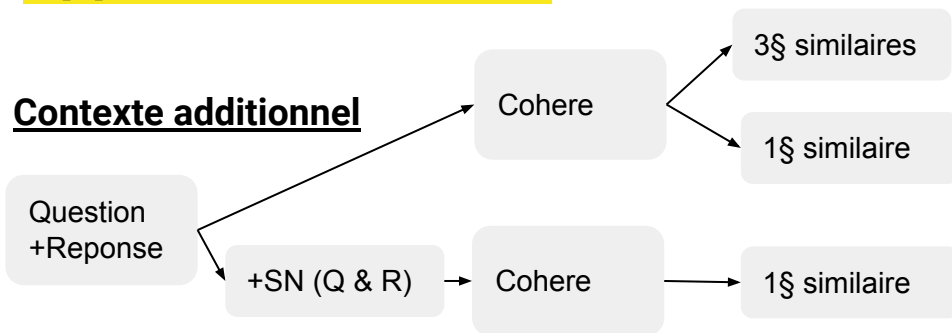 3§ similaires
Contexte additionnel
Cohere
1§ similaire
Question
+Reponse
+SN (Q & R)
Cohere
1§ similaire